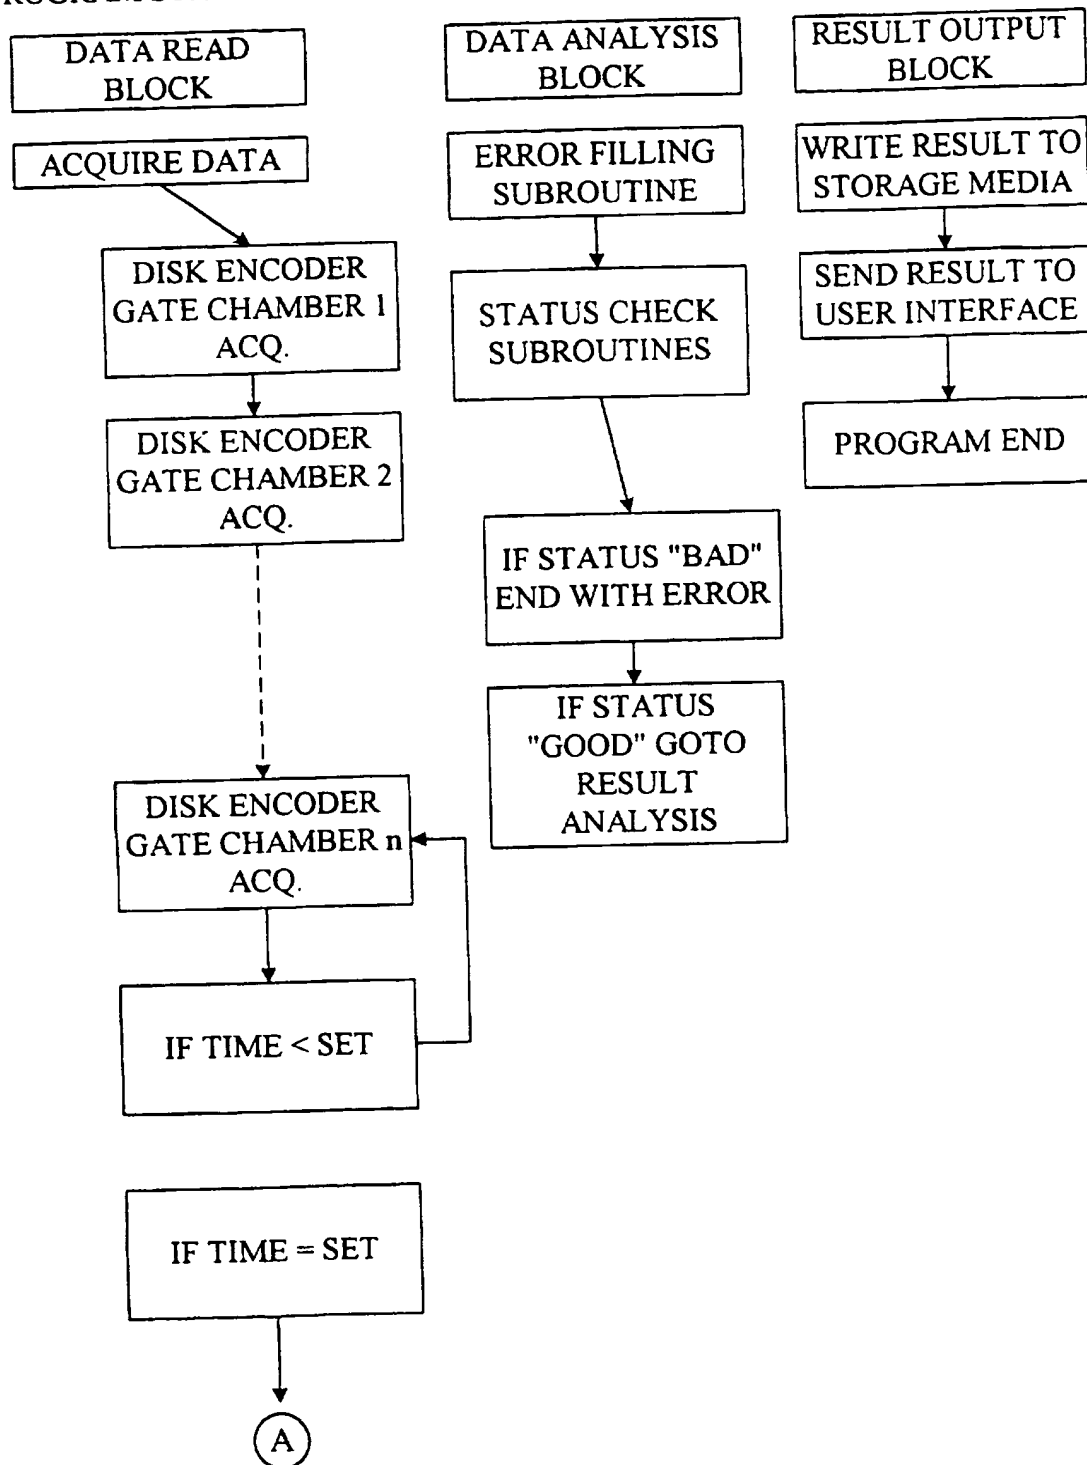 DATA READ
BLOCK
ACQUIRE DATA
DISK ENCODER
GATE CHAMBER 1
ACQ.
DISK ENCODER
GATE CHAMBER 2
ACQ.
DISK ENCODER
GATE CHAMBER n
ACQ.
IF TIME < SET
IF TIME = SET
A
DATA ANALYSIS
BLOCK
ERROR FILLING
SUBROUTINE
STATUS CHECK
SUBROUTINES
IF STATUS "BAD"
END WITH ERROR
IF STATUS
"GOOD" GOTO
RESULT
ANALYSIS
RESULT OUTPUT
BLOCK
WRITE RESULT TO
STORAGE MEDIA
SEND RESULT TO
USER INTERFACE
PROGRAM END